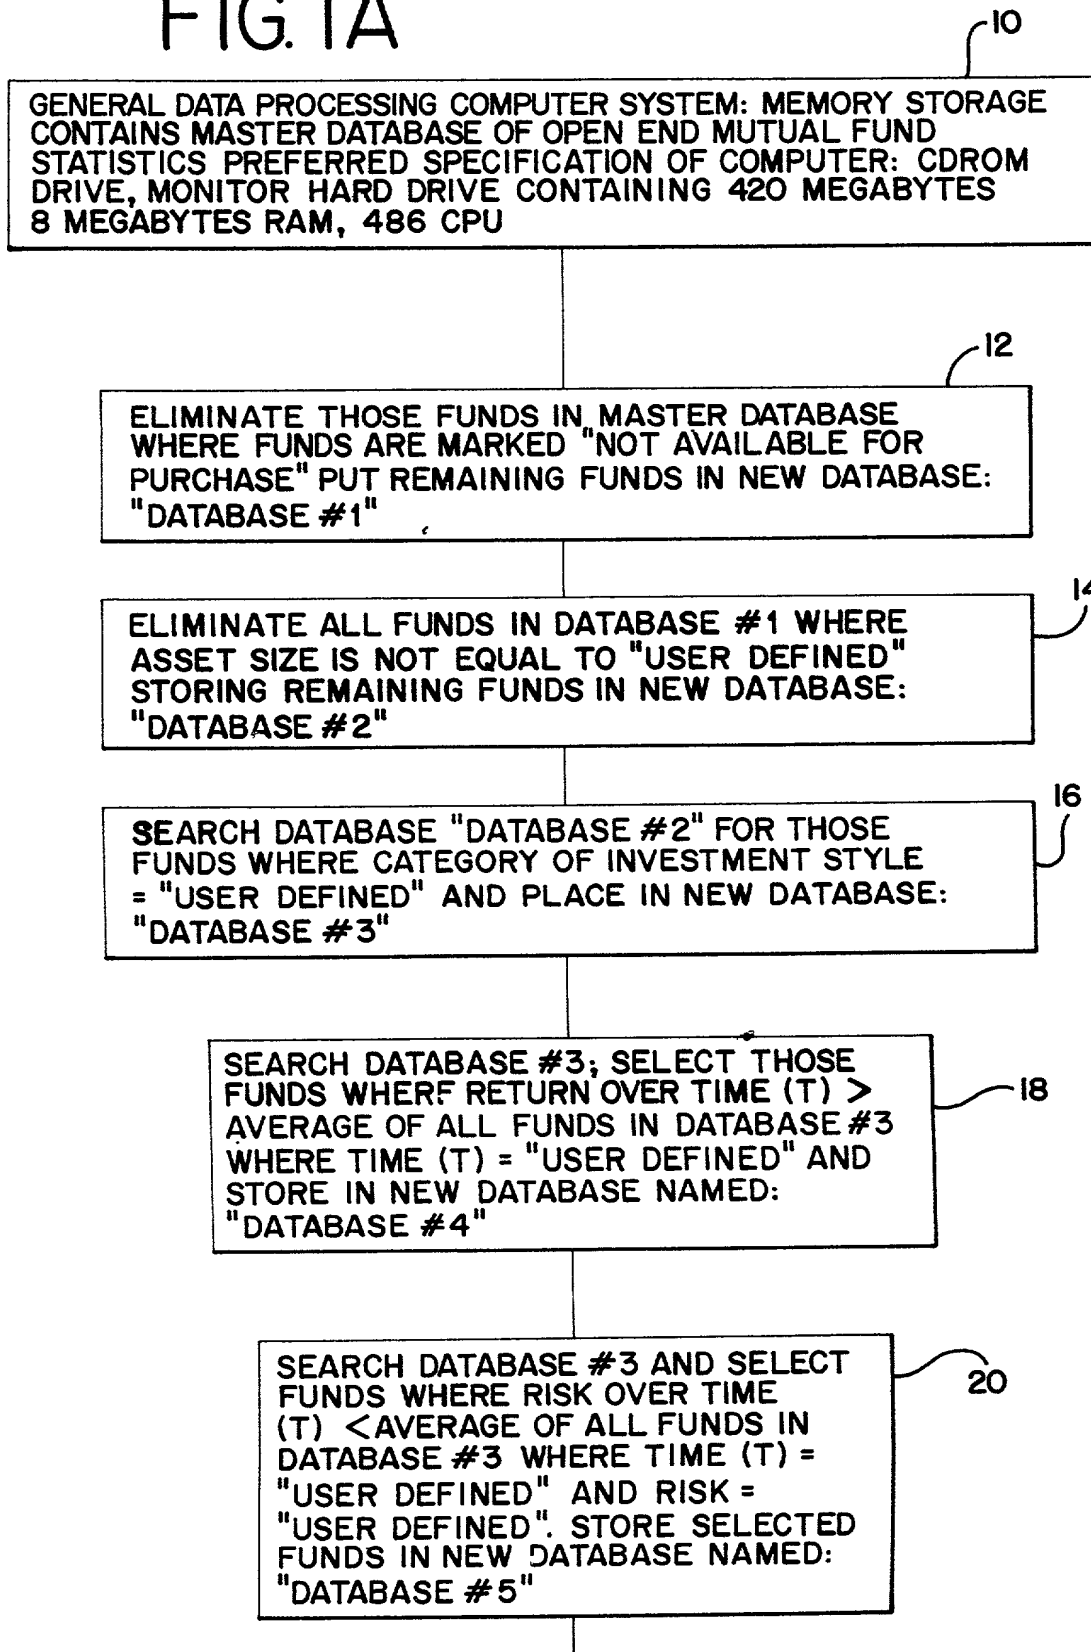 FIG. 1A
10
GENERAL DATA PROCESSING COMPUTER SYSTEM: MEMORY STORAGE
CONTAINS MASTER DATABASE OF OPEN END MUTUAL FUND
STATISTICS PREFERRED SPECIFICATION OF COMPUTER: CDROM
DRIVE, MONITOR HARD DRIVE CONTAINING 420 MEGABYTES
8 MEGABYTES RAM, 486 CPU
12
ELIMINATE THOSE FUNDS IN MASTER DATABASE
WHERE FUNDS ARE MARKED "NOT AVAILABLE FOR
PURCHASE" PUT REMAINING FUNDS IN NEW DATABASE:
"DATABASE #1"
14
ELIMINATE ALL FUNDS IN DATABASE #1 WHERE
ASSET SIZE IS NOT EQUAL TO "USER DEFINED"
STORING REMAINING FUNDS IN NEW DATABASE:
"DATABASE #2"
16
SEARCH DATABASE "DATABASE #2" FOR THOSE
FUNDS WHERE CATEGORY OF INVESTMENT STYLE
= "USER DEFINED" AND PLACE IN NEW DATABASE:
"DATABASE #3"
18
SEARCH DATABASE #3; SELECT THOSE
FUNDS WHERE RETURN OVER TIME (T) >
AVERAGE OF ALL FUNDS IN DATABASE #3
WHERE TIME (T) = "USER DEFINED" AND
STORE IN NEW DATABASE NAMED:
"DATABASE #4"
20
SEARCH DATABASE #3 AND SELECT
FUNDS WHERE RISK OVER TIME
(T) < AVERAGE OF ALL FUNDS IN
DATABASE #3 WHERE TIME (T) =
"USER DEFINED" AND RISK =
"USER DEFINED". STORE SELECTED
FUNDS IN NEW DATABASE NAMED:
"DATABASE #5"